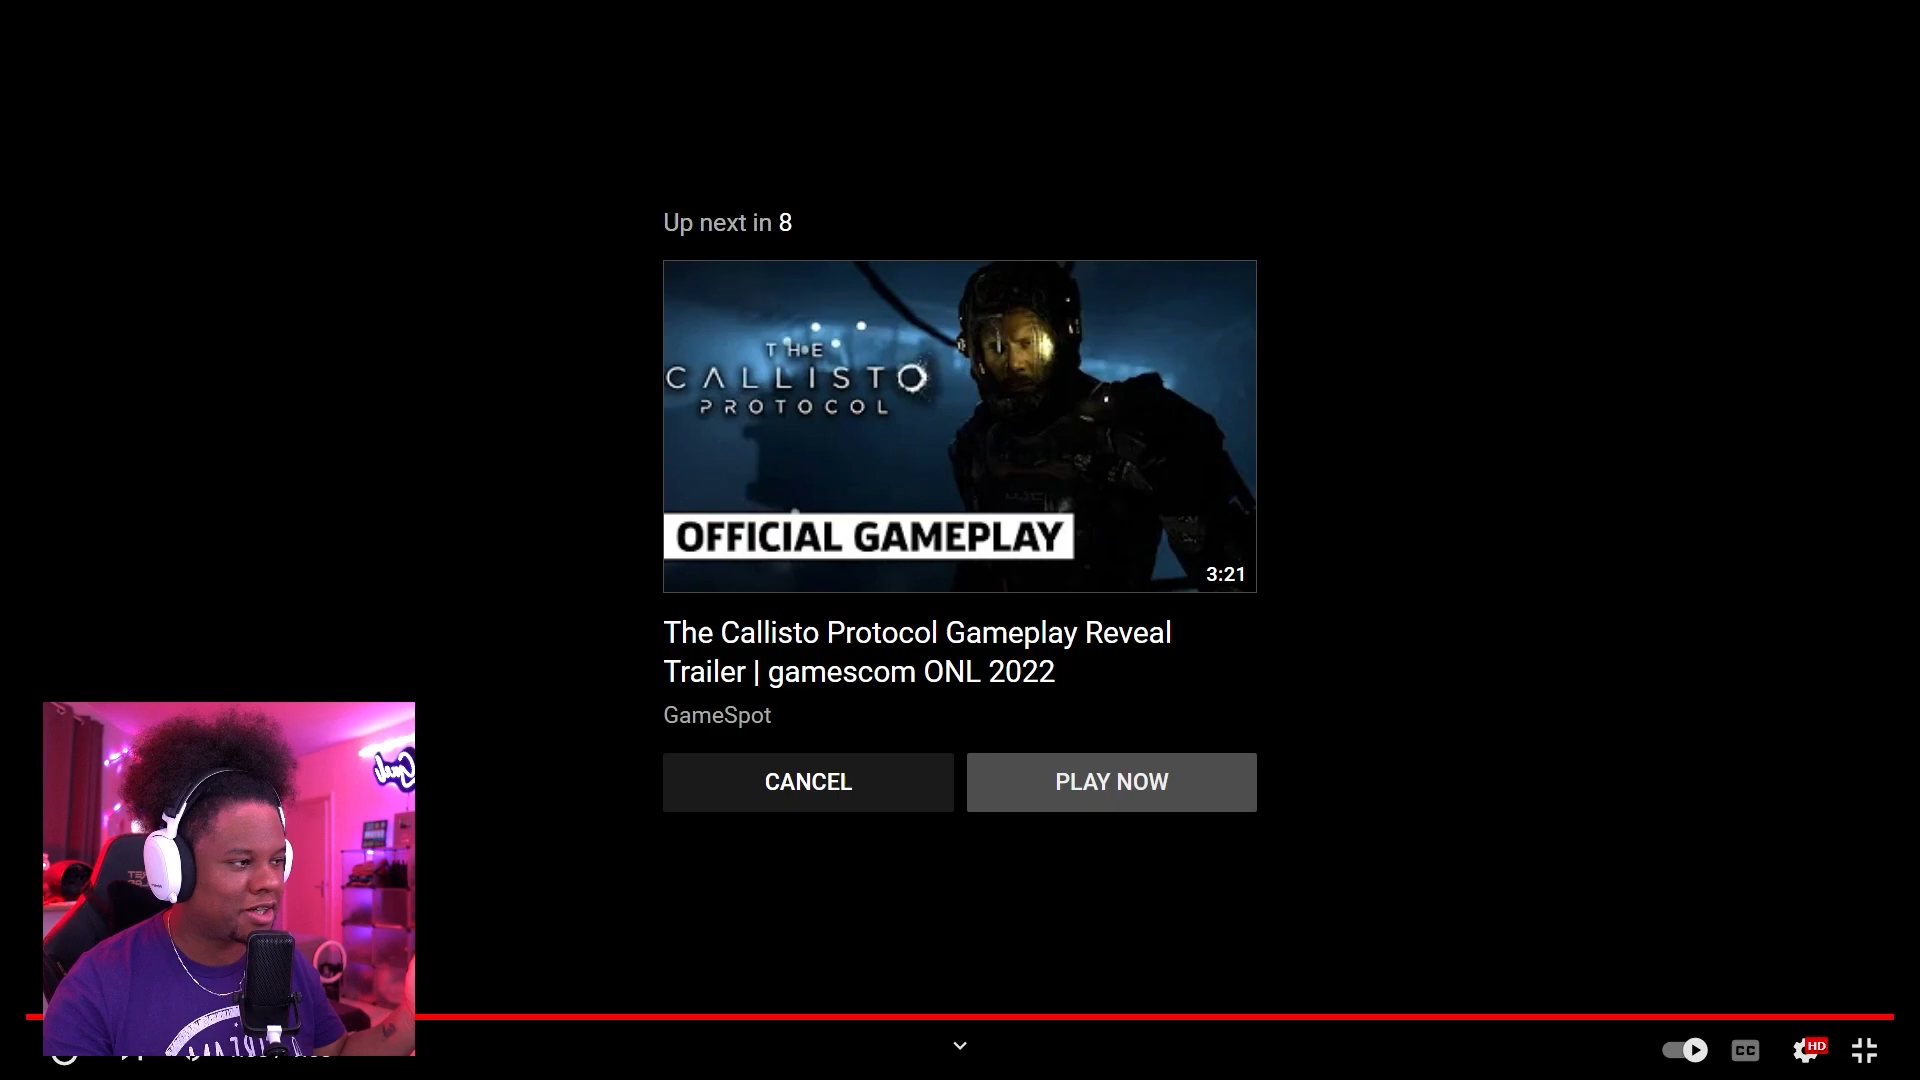 Up next in 8
THE
CALLISTO
PROTOCOL
OFFICIAL GAMEPLAY
3:21
The Callisto Protocol Gameplay Reveal
Trailer | gamescom ONL 2022
GameSpot
CANCEL
PLAY NOW
CC
HD